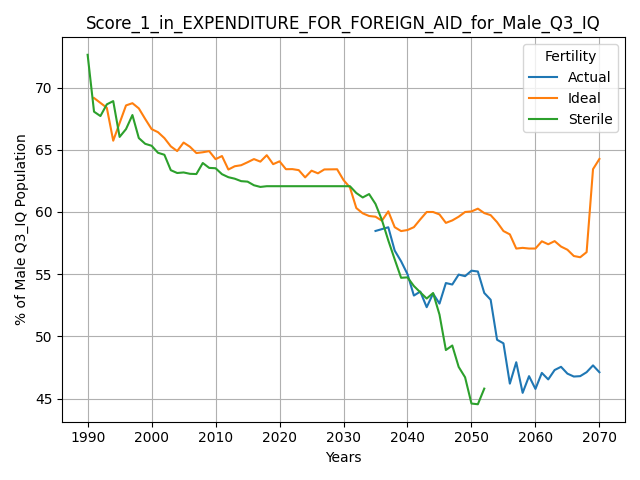 Score_1_in_EXPENDITURE_FOR_FOREIGN_AID_for_Male_Q3_IQ
Fertility
Actual
Ideal
Sterile
% of Male Q3_IQ Population
70
65
60
55
50
45
1990 2000 2010 2020 2030 2040 2050 2060 2070
Years